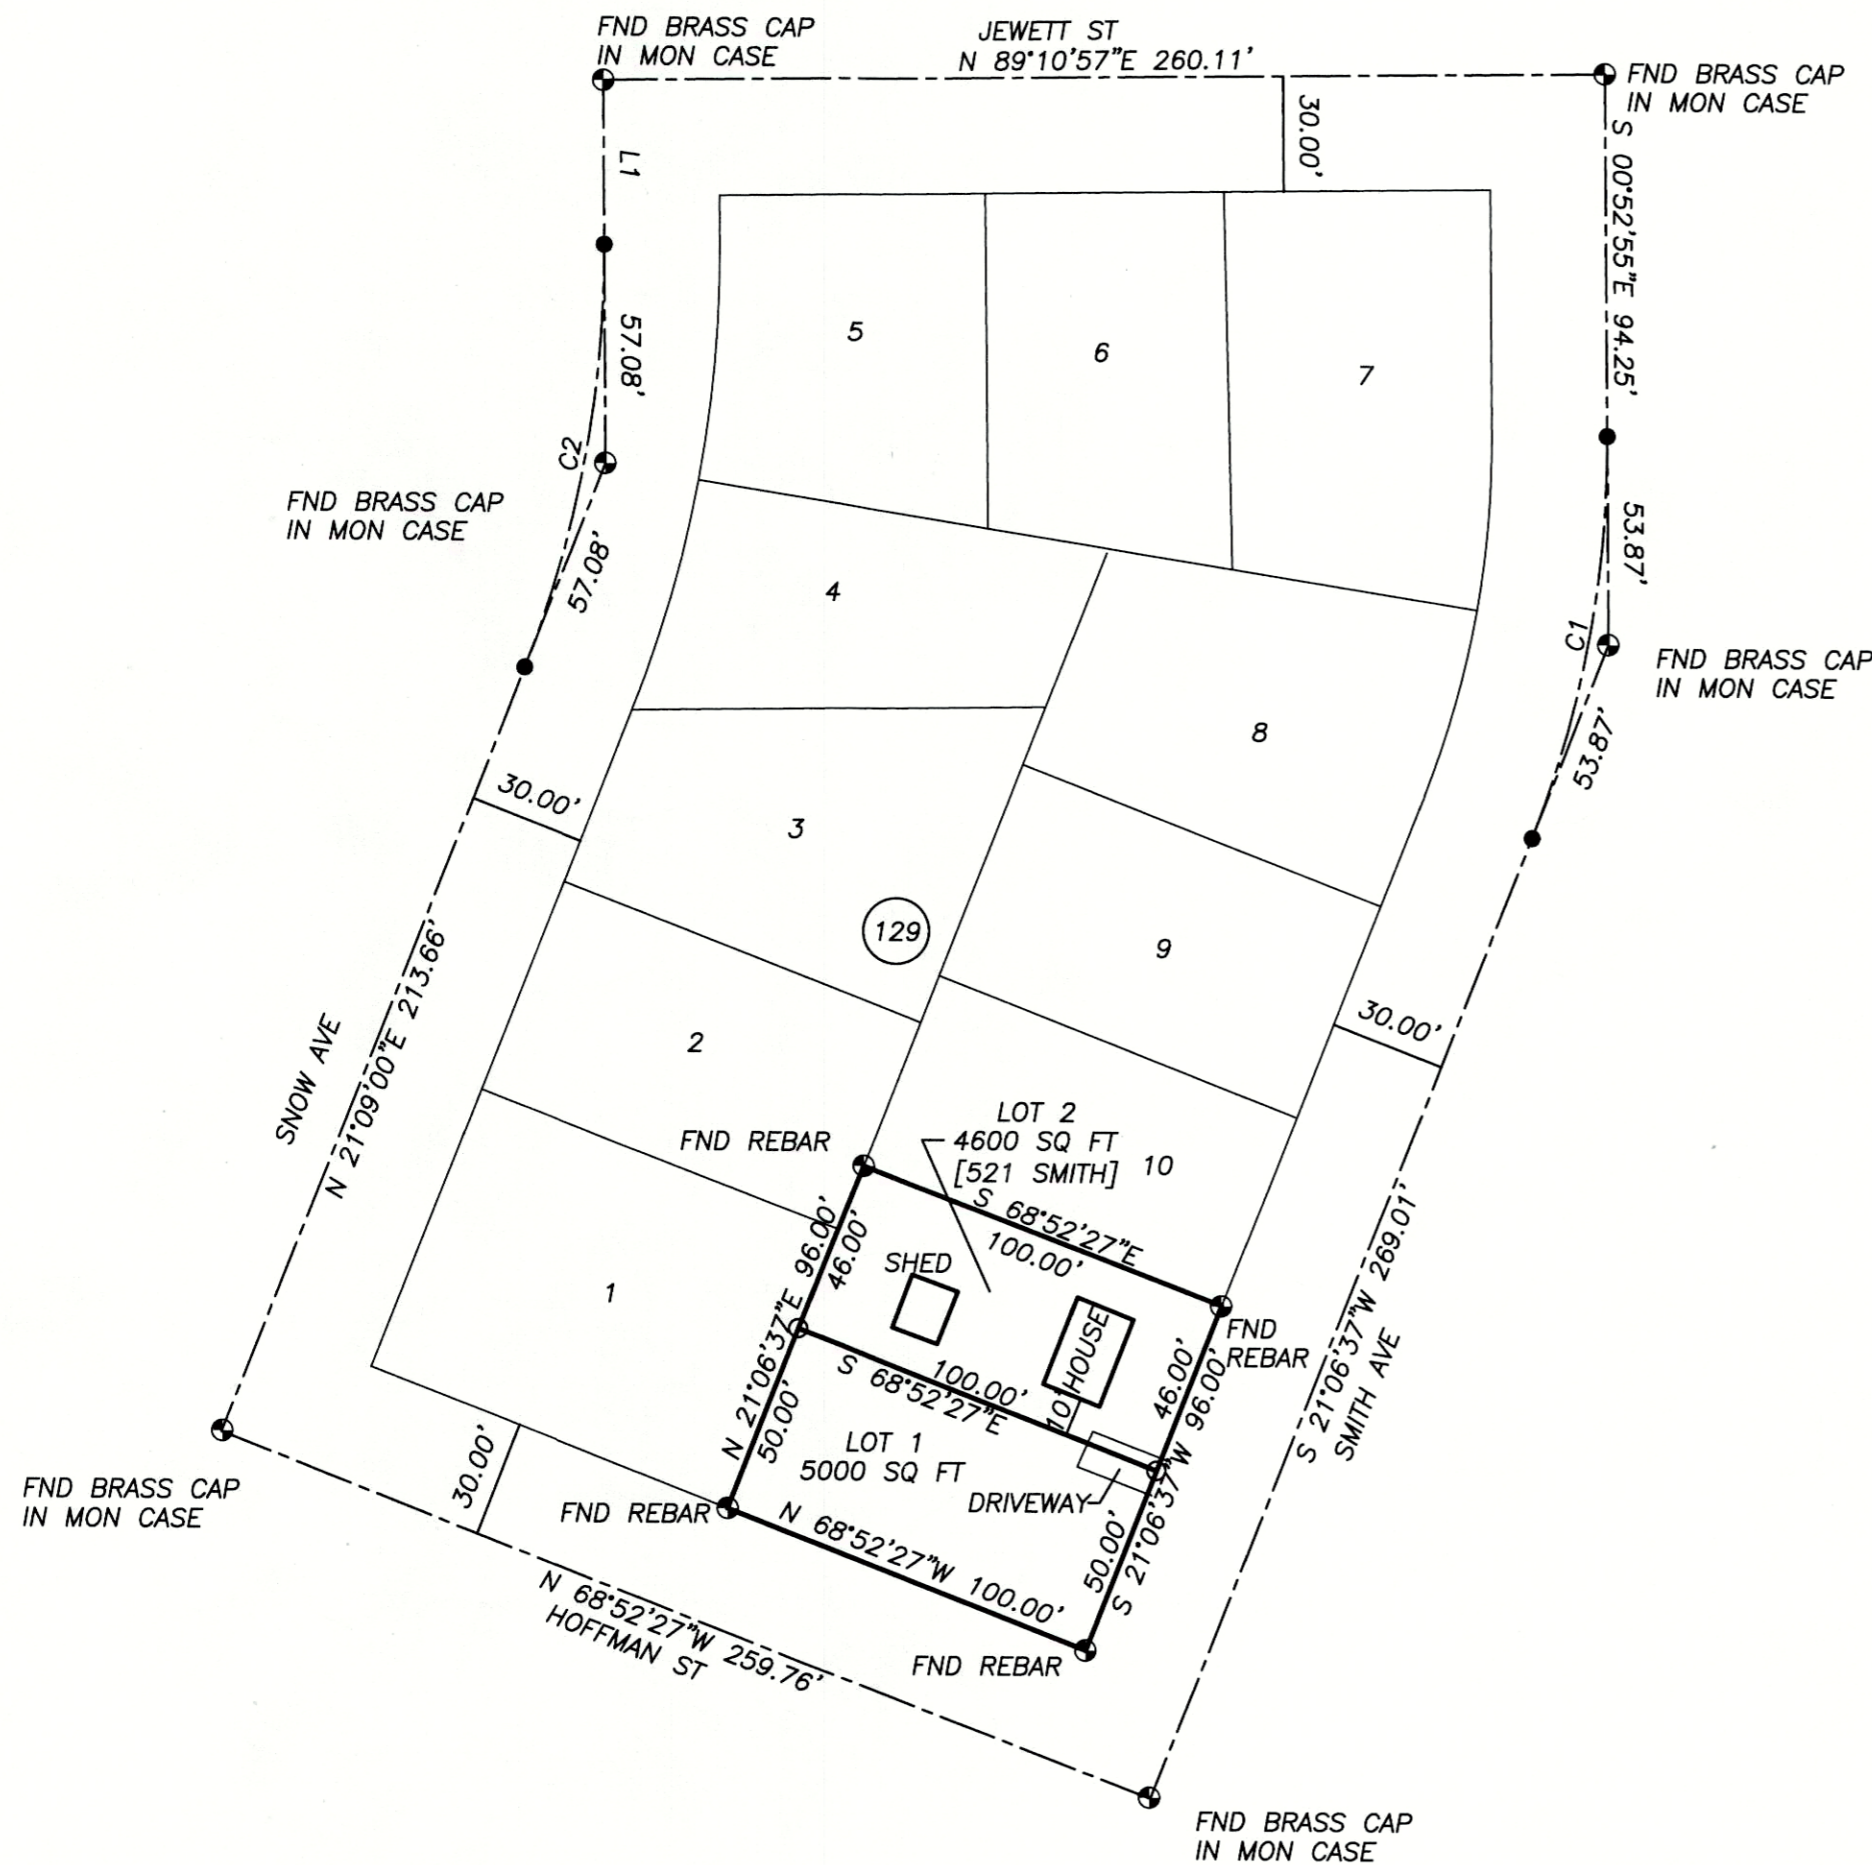 FND BRASS CAP
IN MON CASE
JEWETT ST
N 89°10'57"E 260.11'
FND BRASS CAP
IN MON CASE
L1
30.00'
S 00°52'55"E 94.25'
57.08'
5
6
7
C2
FND BRASS CAP
IN MON CASE
57.08'
53.87'
C1
FND BRASS CAP
IN MON CASE
53.87'
4
8
30.00'
3
129
9
30.00'
SNOW AVE
N 21°09'00"E 213.66'
2
FND REBAR
LOT 2
4600 SQ FT
[521 SMITH]
10
S 68°52'27"E
100.00'
N 21°06'37"E 96.00'
46.00'
SHED
HOUSE
10'
1
FND
REBAR
46.00'
S 21°06'37"W 96.00'
S 21°06'37"W 269.01'
SMITH AVE
100.00'
S 68°52'27"E
50.00'
LOT 1
5000 SQ FT
DRIVEWAY
50.00'
FND BRASS CAP
IN MON CASE
30.00'
FND REBAR
N 68°52'27"W 100.00'
FND REBAR
N 68°52'27"W 259.76'
HOFFMAN ST
FND BRASS CAP
IN MON CASE